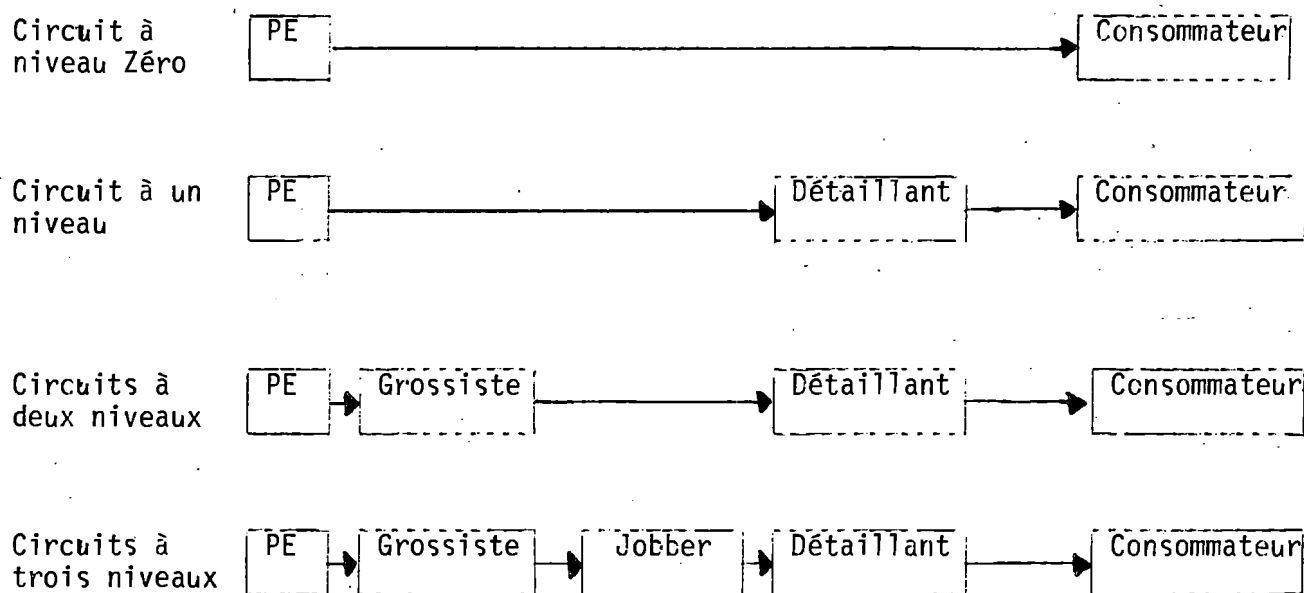 Circuit à
niveau Zéro
PE
Consommateur
Circuit à un
niveau
PE
Détaillant
Consommateur
Circuits à
deux niveaux
PE
Grossiste
Détaillant
Consommateur
Circuits à
trois niveaux
PE
Grossiste
Jobber
Détaillant
Consommateur